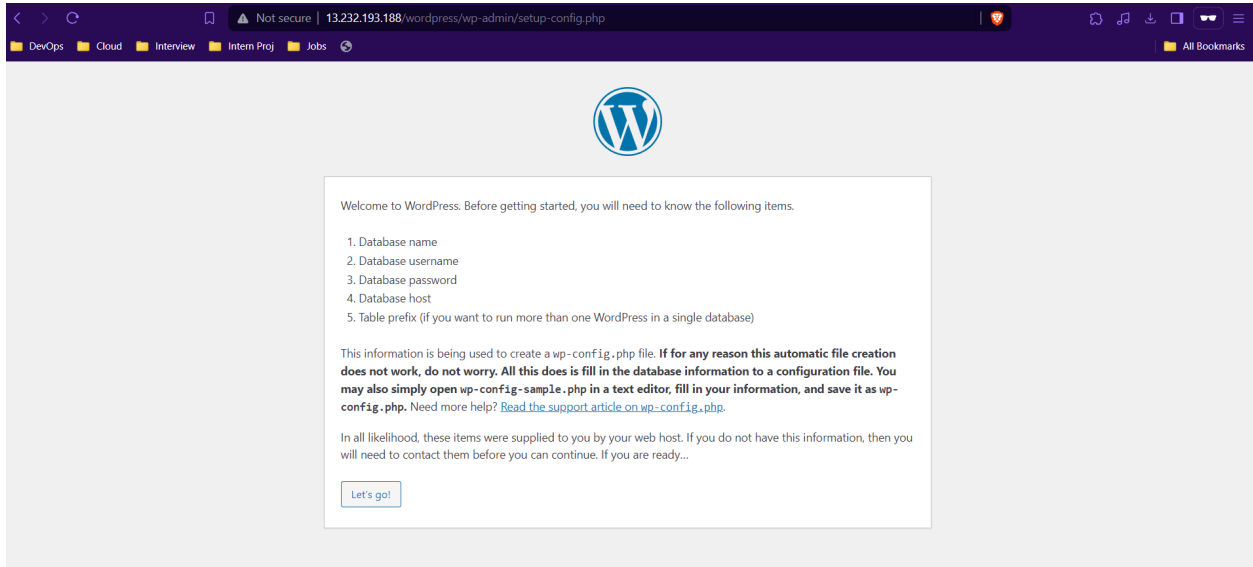 Not secure | 13.232.193.188/wordpress/wp-admin/setup-config.php
DevOps Cloud Interview Intern Proj Jobs All Bookmarks
Welcome to WordPress. Before getting started, you will need to know the following items.
1. Database name
2. Database username
3. Database password
4. Database host
5. Table prefix (if you want to run more than one WordPress in a single database)
This information is being used to create a wp-config.php file. If for any reason this automatic file creation
does not work, do not worry. All this does is fill in the database information to a configuration file. You
may also simply open wp-config-sample.php in a text editor, fill in your information, and save it as wp-
config.php. Need more help? Read the support article on wp-config.php.
In all likelihood, these items were supplied to you by your web host. If you do not have this information, then you
will need to contact them before you can continue. If you are ready...
Let's go!